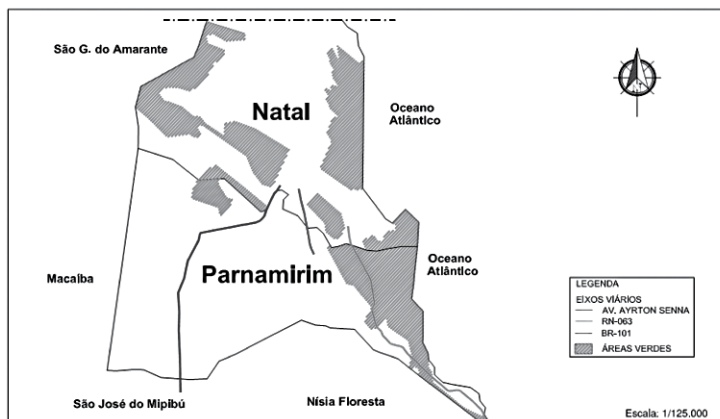 São G. do Amarante
Natal
Oceano
Atlântico
Macaíba
Parnamirim
Oceano
Atlântico
São José do Mipibú
Nísia Floresta
LEGENDA
EIXOS VIÁRIOS
AV. AYRTON SENNA
RN-063
BR-101
ÁREAS VERDES
Escala: 1/125.000